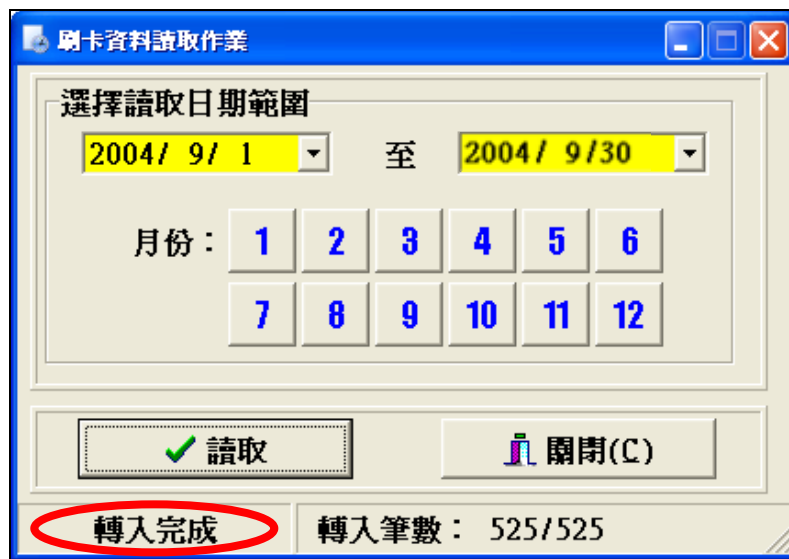 刷卡資料讀取作業
選擇讀取日期範圍
2004/ 9/ 1 至 2004/ 9/30
月份： 1 2 3 4 5 6
7 8 9 10 11 12
讀取 關閉(C)
轉入完成 轉入筆數： 525/525